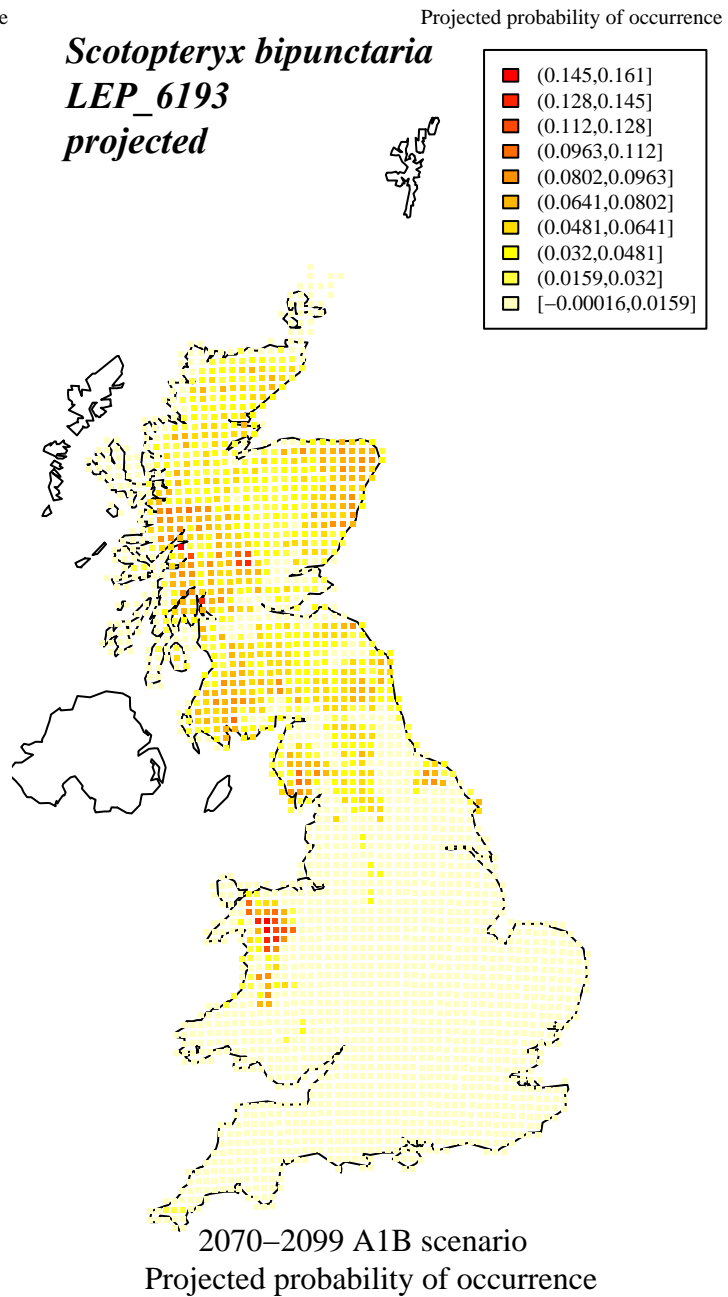 e
Projected probability of occurrence
Scotopteryx bipunctaria
LEP_6193
projected
(0.145,0.161]
(0.128,0.145]
(0.112,0.128]
(0.0963,0.112]
(0.0802,0.0963]
(0.0641,0.0802]
(0.0481,0.0641]
(0.032,0.0481]
(0.0159,0.032]
[−0.00016,0.0159]
2070−2099 A1B scenario
Projected probability of occurrence